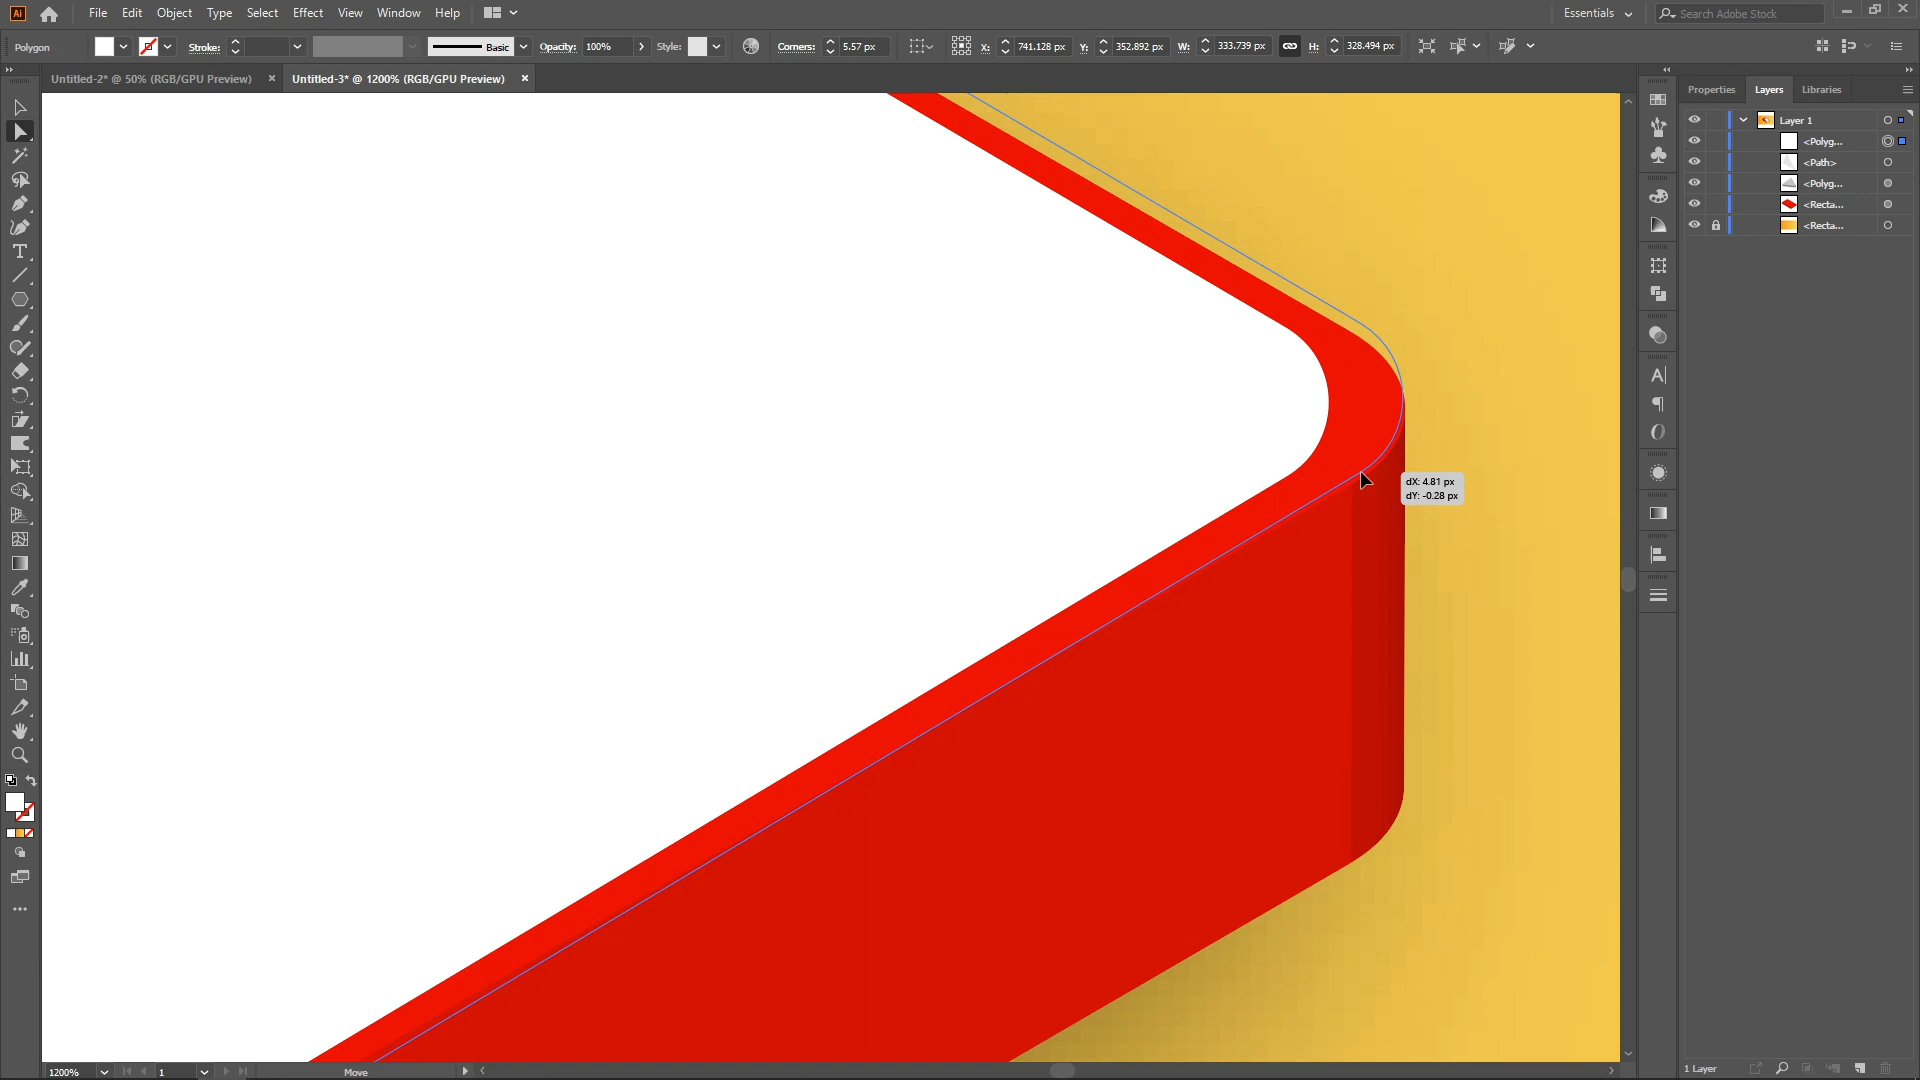 Ai File Edit Object Type Select Effect View Window Help Essentials Search Adobe Stock
Polygon Stroke: Basic Opacity: 100% Style: Corners: 5.57 px X: 741.128 px Y: 352.892 px W: 333.739 px H: 328.494 px
Untitled-2* @ 50% (RGB/GPU Preview) × Untitled-3* @ 1200% (RGB/GPU Preview) ×
Properties Layers Libraries
Layer 1
<Polyg...
<Path>
<Polyg...
<Recta...
<Recta...
dX: 4.81 px
dY: -0.28 px
1200% 1 Move
1 Layer